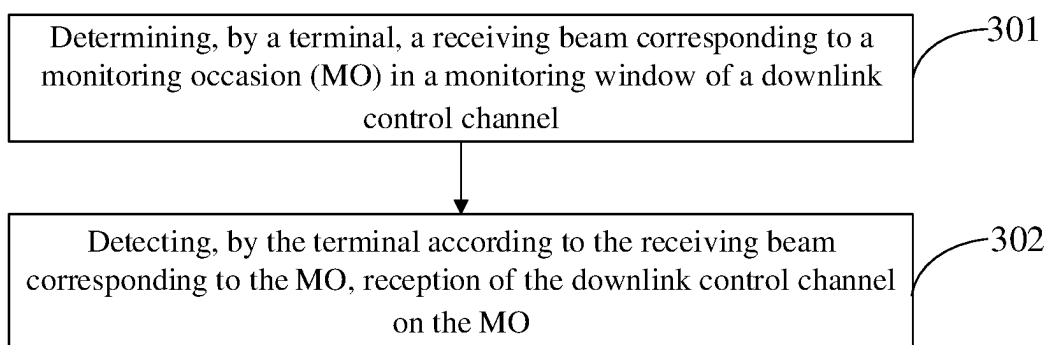 Determining, by a terminal, a receiving beam corresponding to a
monitoring occasion (MO) in a monitoring window of a downlink
control channel
301
Detecting, by the terminal according to the receiving beam
corresponding to the MO, reception of the downlink control channel
on the MO
302